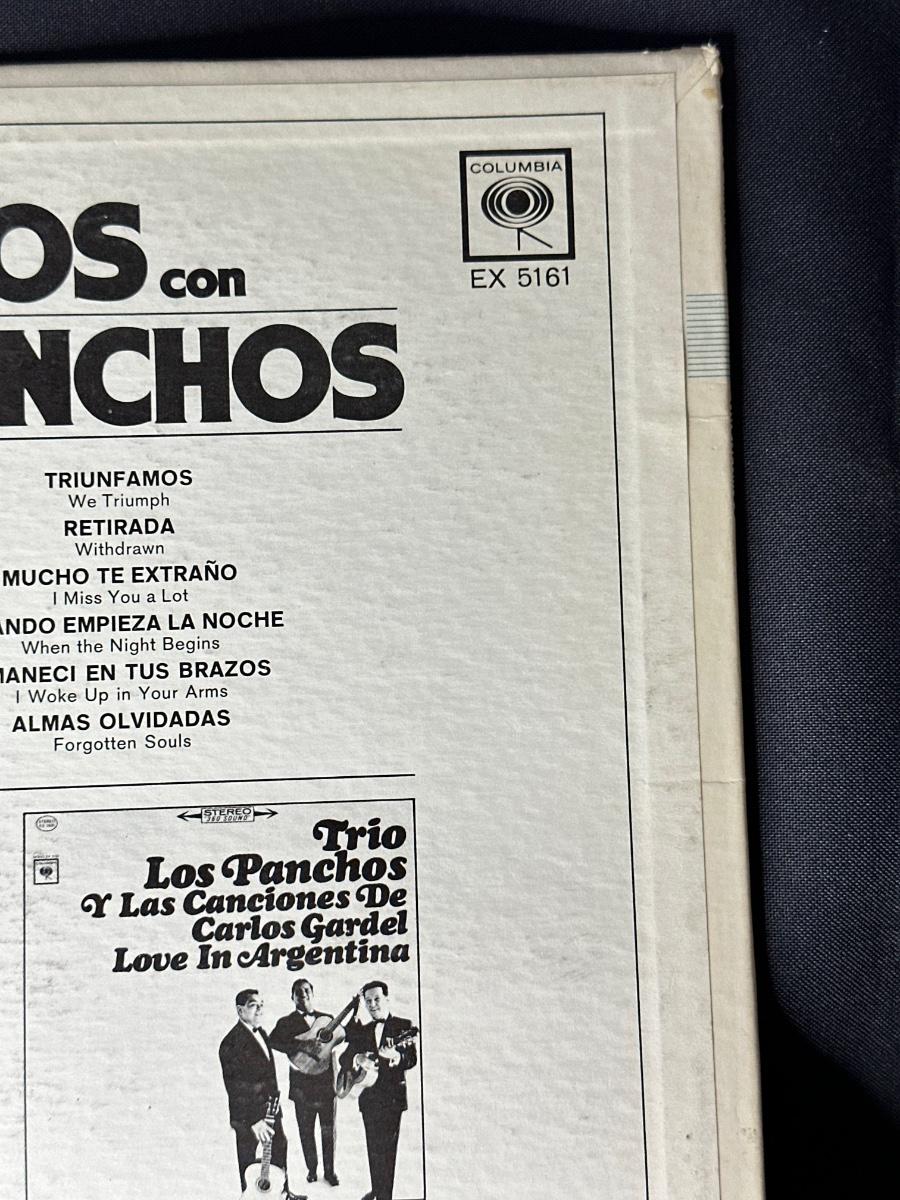 COLUMBIA
EX 5161
OS con
NCHOS
TRIUNFAMOS
We Triumph
RETIRADA
Withdrawn
MUCHO TE EXTRAÑO
I Miss You a Lot
ANDO EMPIEZA LA NOCHE
When the Night Begins
MANECI EN TUS BRAZOS
I Woke Up in Your Arms
ALMAS OLVIDADAS
Forgotten Souls
STEREO
"360 SOUND"
Trio
Los Panchos
Y Las Canciones De
Carlos Gardel
Love In Argentina